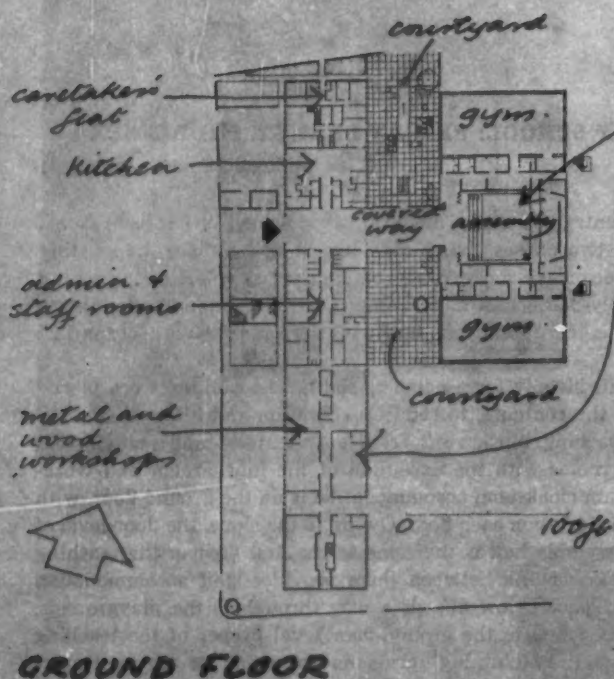 courtyard
caretaker's
flat
gym.
kitchen
covered
way
assembly
admin. &
staff rooms
gym.
courtyard
metal and
wood
workshops
0 100ft
GROUND FLOOR